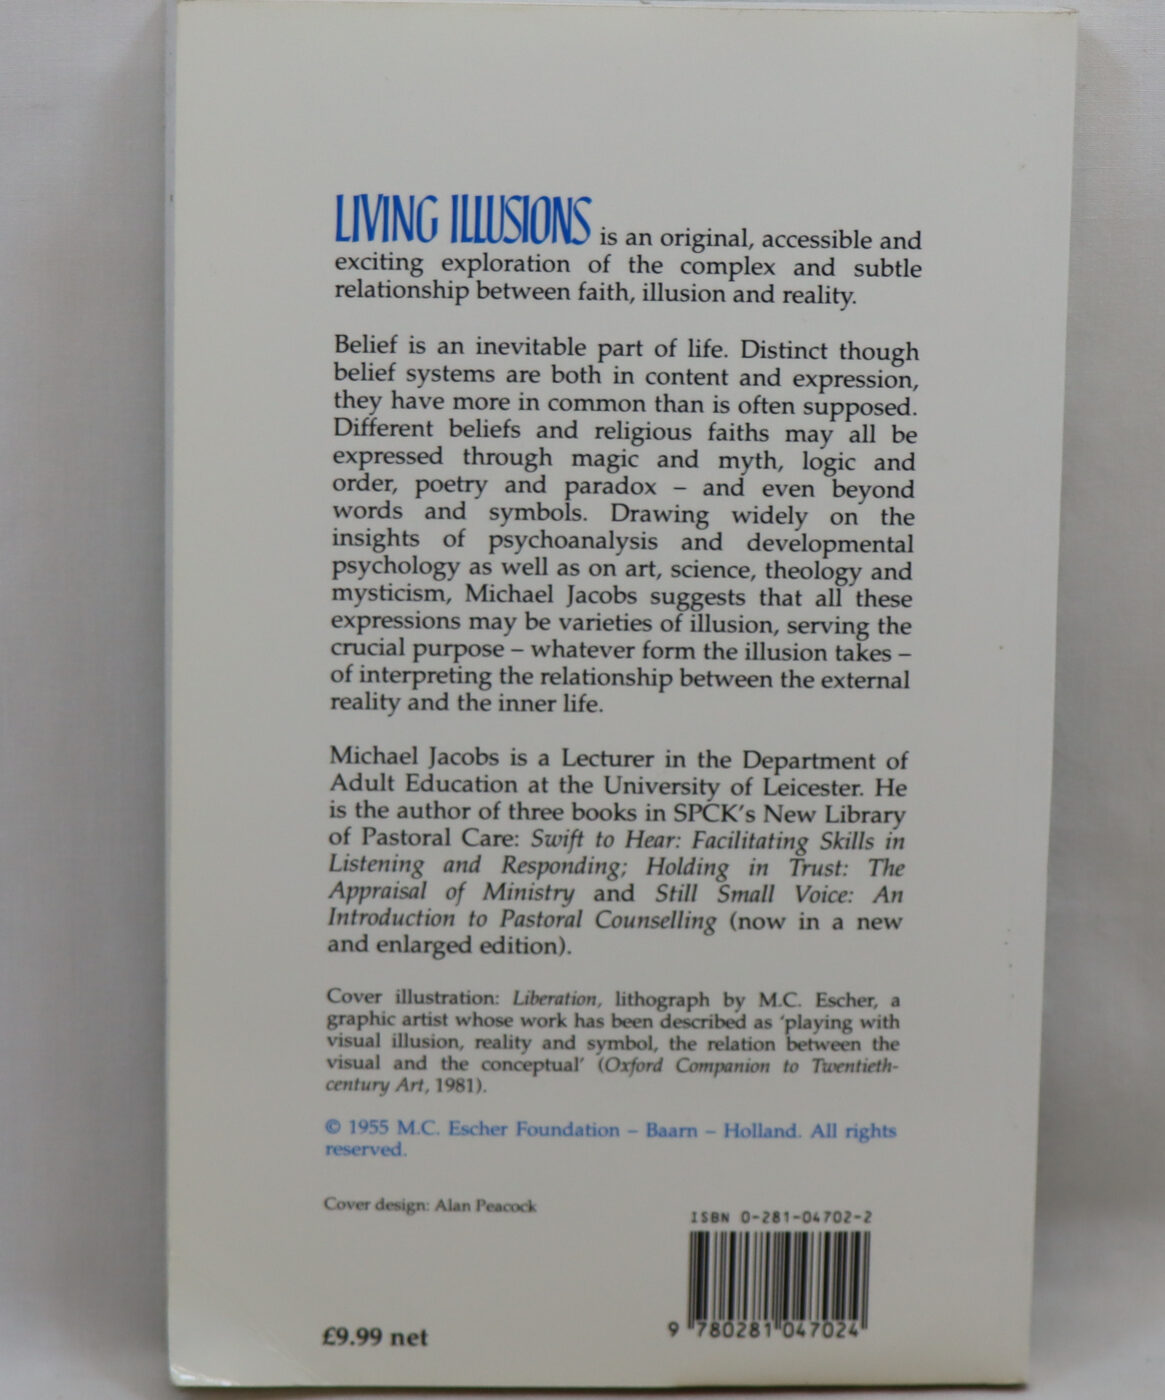 LIVING ILLUSIONS is an original, accessible and
exciting exploration of the complex and subtle
relationship between faith, illusion and reality.
Belief is an inevitable part of life. Distinct though
belief systems are both in content and expression,
they have more in common than is often supposed.
Different beliefs and religious faiths may all be
expressed through magic and myth, logic and
order, poetry and paradox – and even beyond
words and symbols. Drawing widely on the
insights of psychoanalysis and developmental
psychology as well as on art, science, theology and
mysticism, Michael Jacobs suggests that all these
expressions may be varieties of illusion, serving the
crucial purpose – whatever form the illusion takes –
of interpreting the relationship between the external
reality and the inner life.
Michael Jacobs is a Lecturer in the Department of
Adult Education at the University of Leicester. He
is the author of three books in SPCK's New Library
of Pastoral Care: Swift to Hear: Facilitating Skills in
Listening and Responding; Holding in Trust: The
Appraisal of Ministry and Still Small Voice: An
Introduction to Pastoral Counselling (now in a new
and enlarged edition).
Cover illustration: Liberation, lithograph by M.C. Escher, a
graphic artist whose work has been described as 'playing with
visual illusion, reality and symbol, the relation between the
visual and the conceptual' (Oxford Companion to Twentieth-
century Art, 1981).
© 1955 M.C. Escher Foundation – Baarn – Holland. All rights
reserved.
Cover design: Alan Peacock
ISBN 0-281-04702-2
9 780281 047024
£9.99 net